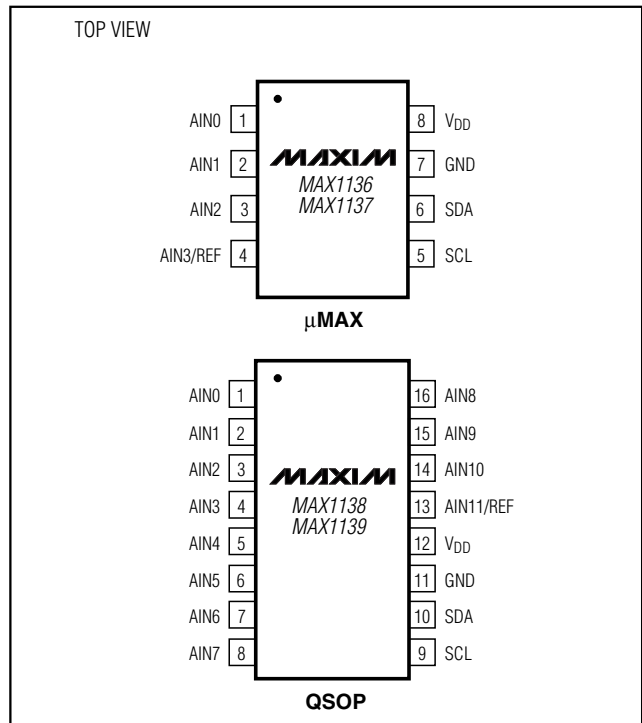 TOP VIEW
AIN0 1 8 VDD
AIN1 2 MAXIM 7 GND
MAX1136
AIN2 3 MAX1137 6 SDA
AIN3/REF 4 5 SCL
μMAX
AIN0 1 16 AIN8
AIN1 2 15 AIN9
AIN2 3 MAXIM 14 AIN10
AIN3 4 MAX1138 13 AIN11/REF
MAX1139
AIN4 5 12 VDD
AIN5 6 11 GND
AIN6 7 10 SDA
AIN7 8 9 SCL
QSOP